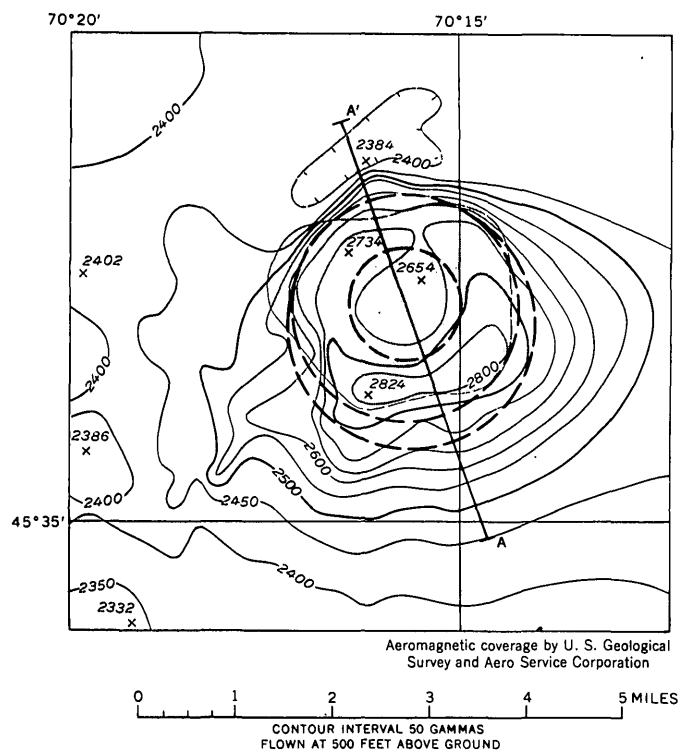 70°20' 70°15'
2400
A'
2384
2400
2734
2402
2654
2400
2800
2824
2386
2600
2500
2400
2450
45°35'
A
2400
2350
2332
Aeromagnetic coverage by U. S. Geological
Survey and Aero Service Corporation
0 1 2 3 4 5 MILES
CONTOUR INTERVAL 50 GAMMAS
FLOWN AT 500 FEET ABOVE GROUND